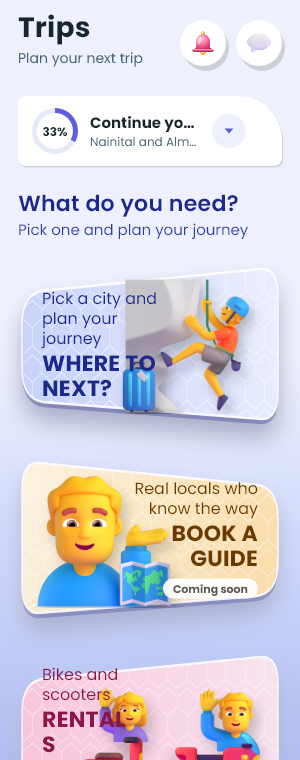 Trips
Plan your next trip
33%
Continue yo...
Nainital and Alm...
What do you need?
Pick one and plan your journey
Pick a city and
plan your
journey
WHERE TO
NEXT?
Real locals who
know the way
BOOK A
GUIDE
Coming soon
Bikes and
scooters
RENTAL
S